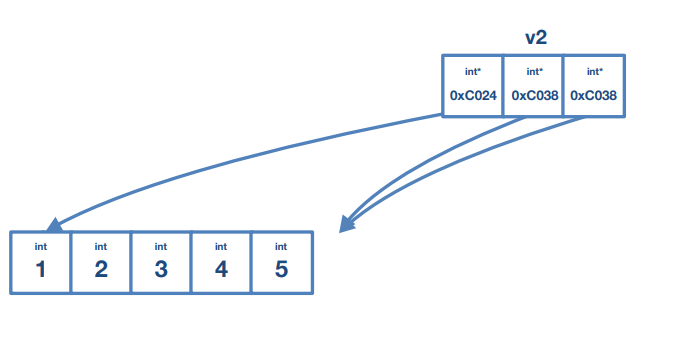 v2
int* int* int*
0xC024 0xC038 0xC038
int int int int int
1 2 3 4 5